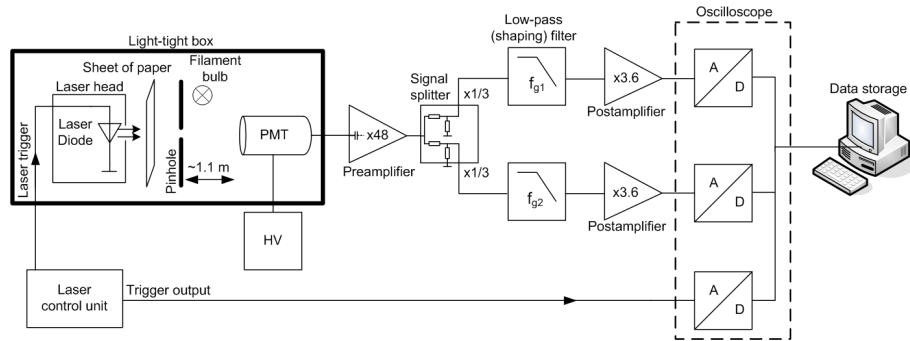 Oscilloscope
Low-pass
(shaping) filter
Light-tight box
Sheet of paper
Filament
bulb
Laser head
Laser
Diode
Laser trigger
Pinhole
~1.1 m
PMT
HV
x48
Preamplifier
Signal
splitter
x1/3
x1/3
fg1
x3.6
Postamplifier
A
D
fg2
x3.6
Postamplifier
A
D
Data storage
Laser
control unit
Trigger output
A
D